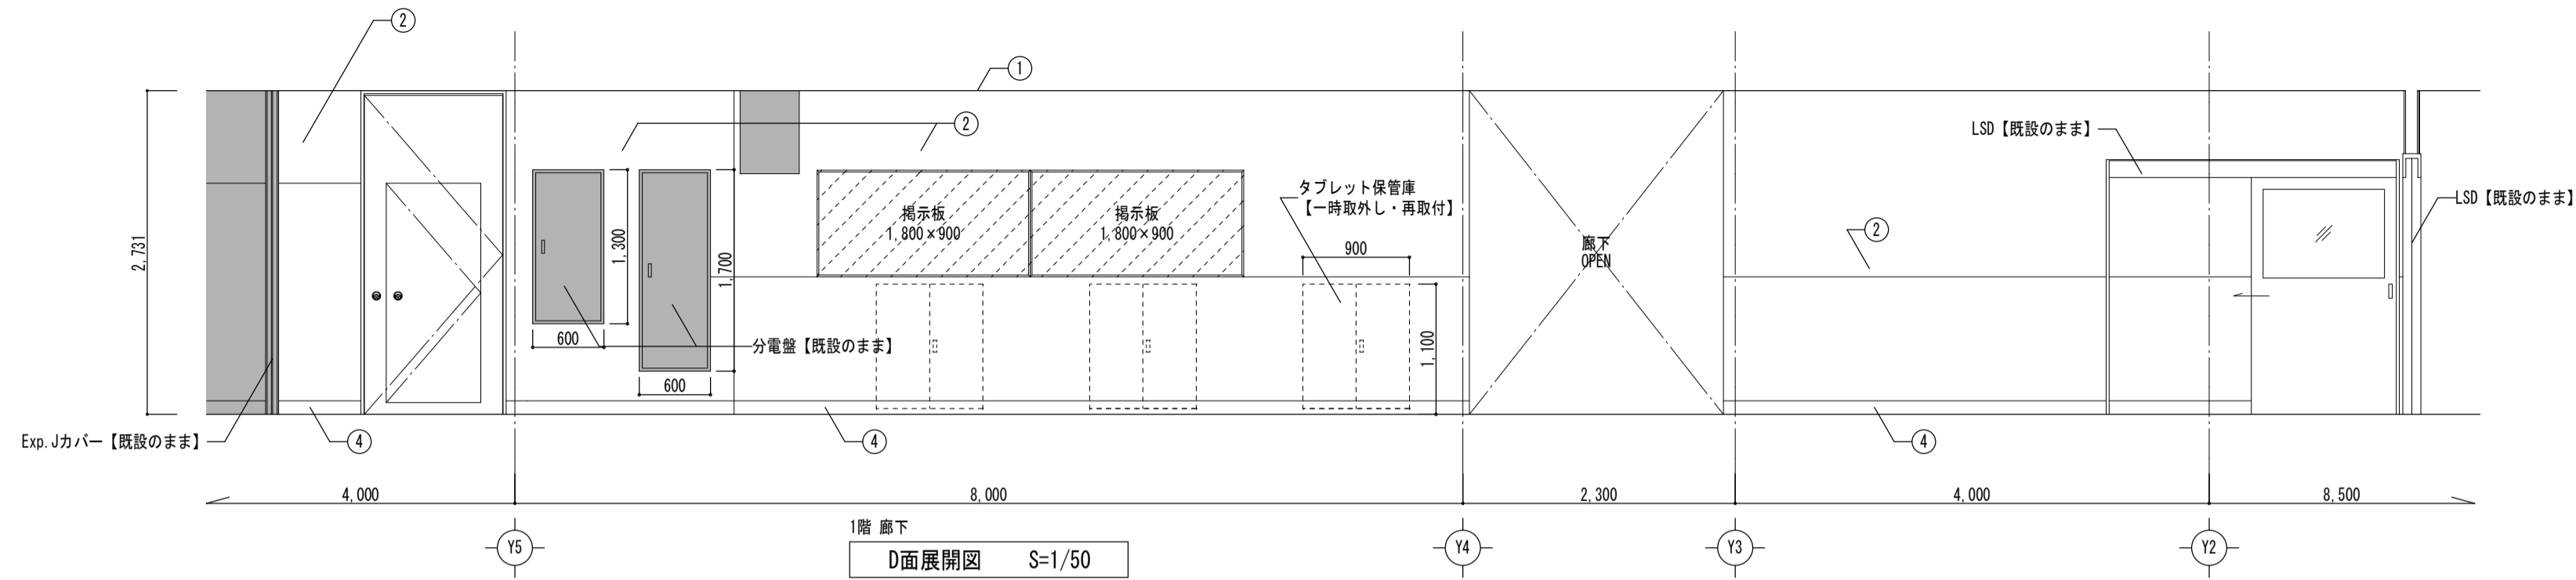 ②
①
②
LSD【既設のまま】
タブレット保管庫
【一時取外し・再取付】
LSD【既設のまま】
掲示板
1,800×900
掲示板
1,800×900
②
2,731
1,300
1,700
900
廊下
OPEN
600
分電盤【既設のまま】
1,100
600
Exp.Jカバー【既設のまま】
④
④
④
4,000
8,000
2,300
4,000
8,500
1階 廊下
Y5
D面展開図 S=1/50
Y4
Y3
Y2